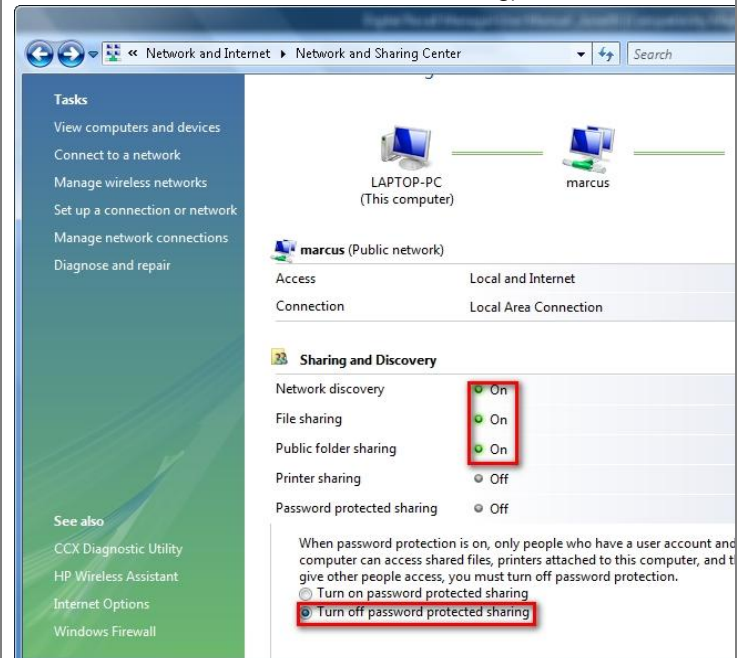 « Network and Internet ▸ Network and Sharing Center
Search
Tasks
View computers and devices
Connect to a network
Manage wireless networks
Set up a connection or network
Manage network connections
Diagnose and repair
See also
CCX Diagnostic Utility
HP Wireless Assistant
Internet Options
Windows Firewall
LAPTOP-PC
(This computer)
marcus
marcus (Public network)
Access Local and Internet
Connection Local Area Connection
Sharing and Discovery
Network discovery On
File sharing On
Public folder sharing On
Printer sharing Off
Password protected sharing Off
When password protection is on, only people who have a user account and
computer can access shared files, printers attached to this computer, and
give other people access, you must turn off password protection.
Turn on password protected sharing
Turn off password protected sharing